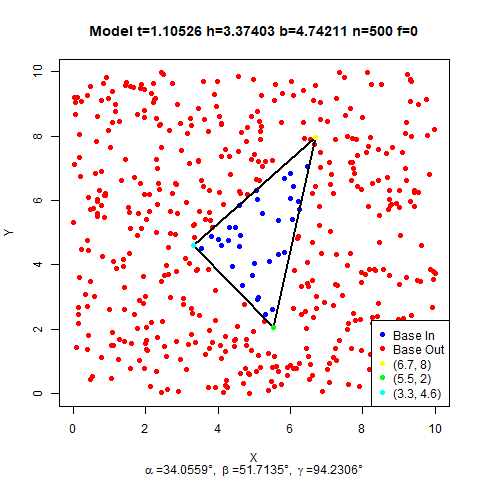 Model t=1.10526 h=3.37403 b=4.74211 n=500 f=0
10
8
6
4
2
0
Y
Base In
Base Out
(6.7, 8)
(5.5, 2)
(3.3, 4.6)
0 2 4 6 8 10
X
α=34.0559°, β=51.7135°, γ=94.2306°